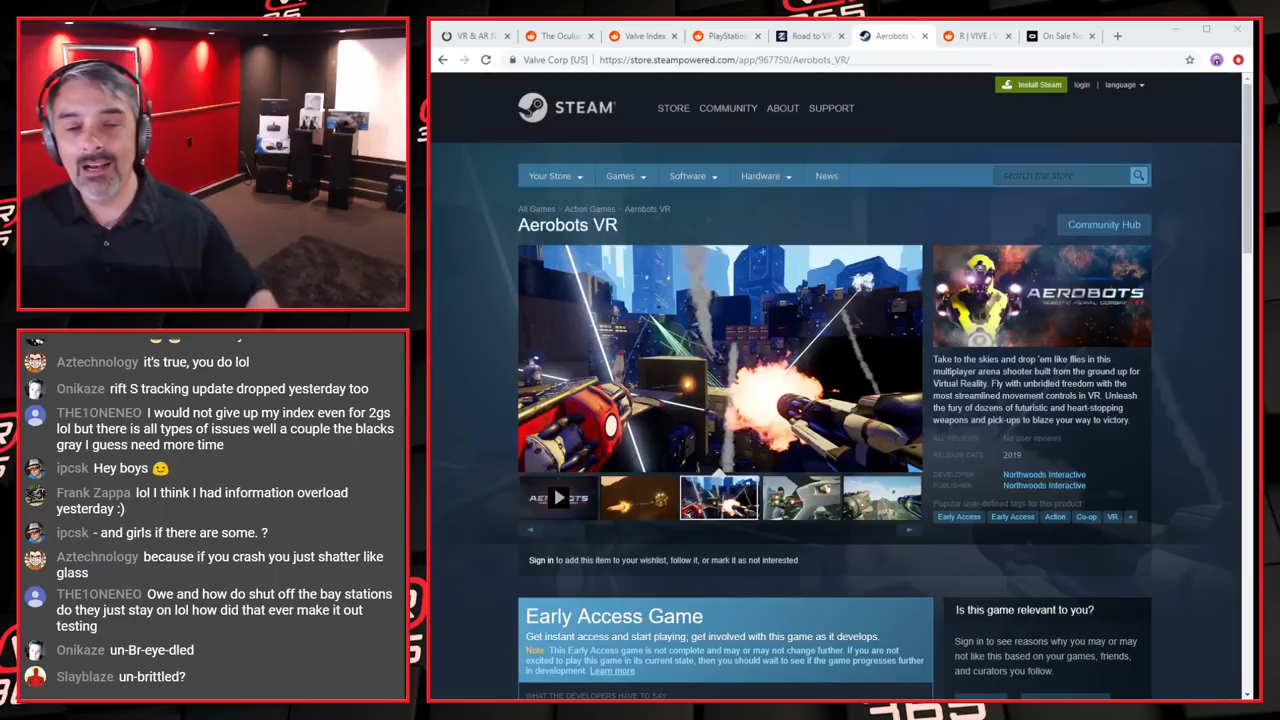 Aztechnology it's true, you do lol
Onikaze rift S tracking update dropped yesterday too
THE1ONENEO I would not give up my index even for 2gs
lol but there is all types of issues well a couple the blacks
gray I guess need more time
ipcsk Hey boys
Frank Zappa lol I think I had information overload
yesterday :)
ipcsk - and girls if there are some. ?
Aztechnology because if you crash you just shatter like
glass
THE1ONENEO Owe and how do shut off the bay stations
do they just stay on lol how did that ever make it out
testing
Onikaze un-Br-eye-dled
Slayblaze un-brittled?
VR & AR N
The Oculu
Valve Index
PlayStation
Road to VR
Aerobots V
R | VIVE : V
On Sale No
Valve Corp [US] | https://store.steampowered.com/app/967750/Aerobots_VR/
Install Steam login | language
STEAM
STORE COMMUNITY ABOUT SUPPORT
Your Store Games Software Hardware News search the store
All Games > Action Games > Aerobots VR
Aerobots VR
Community Hub
AEROBOTS
Take to the skies and drop 'em like flies in this
multiplayer arena shooter built from the ground up for
Virtual Reality. Fly with unbridled freedom with the
most streamlined movement controls in VR. Unleash
the fury of dozens of futuristic and heart-stopping
weapons and pick-ups to blaze your way to victory.
ALL REVIEWS: No user reviews
RELEASE DATE: 2019
DEVELOPER: Northwoods Interactive
PUBLISHER: Northwoods Interactive
Popular user-defined tags for this product:
Early Access Early Access Action Co-op VR +
Sign in to add this item to your wishlist, follow it, or mark it as not interested
Early Access Game
Get instant access and start playing; get involved with this game as it develops.
Note: This Early Access game is not complete and may or may not change further. If you are
not excited to play this game in its current state, then you should wait to see if the game progresses further
in development. Learn more
WHAT THE DEVELOPERS HAVE TO SAY:
Is this game relevant to you?
Sign in to see reasons why you may or may
not like this based on your games, friends,
and curators you follow.